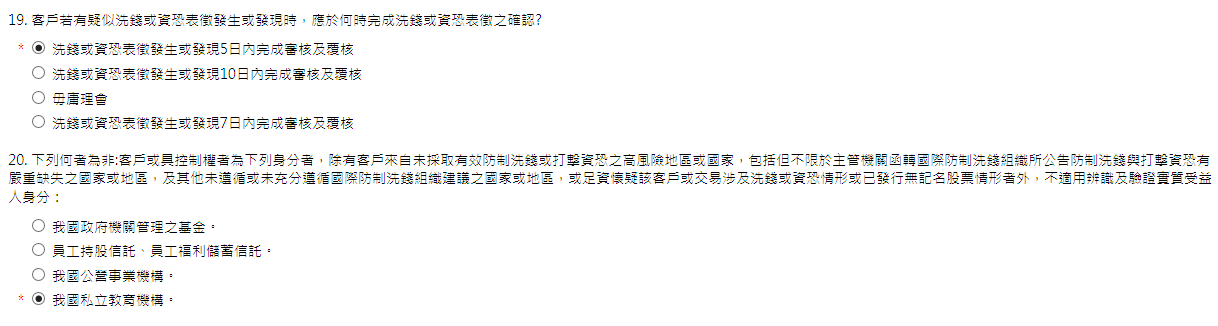 19. 客戶若有疑似洗錢或資恐表徵發生或發現時，應於何時完成洗錢或資恐表徵之確認?
* 洗錢或資恐表徵發生或發現5日內完成審核及覆核
洗錢或資恐表徵發生或發現10日內完成審核及覆核
毋庸理會
洗錢或資恐表徵發生或發現7日內完成審核及覆核
20. 下列何者為非:客戶或具控制權者為下列身分者，除有客戶來自未採取有效防制洗錢或打擊資恐之高風險地區或國家，包括但不限於主管機關函轉國際防制洗錢組織所公告防制洗錢與打擊資恐有
嚴重缺失之國家或地區，及其他未遵循或未充分遵循國際防制洗錢組織建議之國家或地區，或足資懷疑該客戶或交易涉及洗錢或資恐情形或已發行無記名股票情形者外，不適用辨識及驗證實質受益
人身分：
我國政府機關管理之基金。
員工持股信託、員工福利儲蓄信託。
我國公營事業機構。
* 我國私立教育機構。